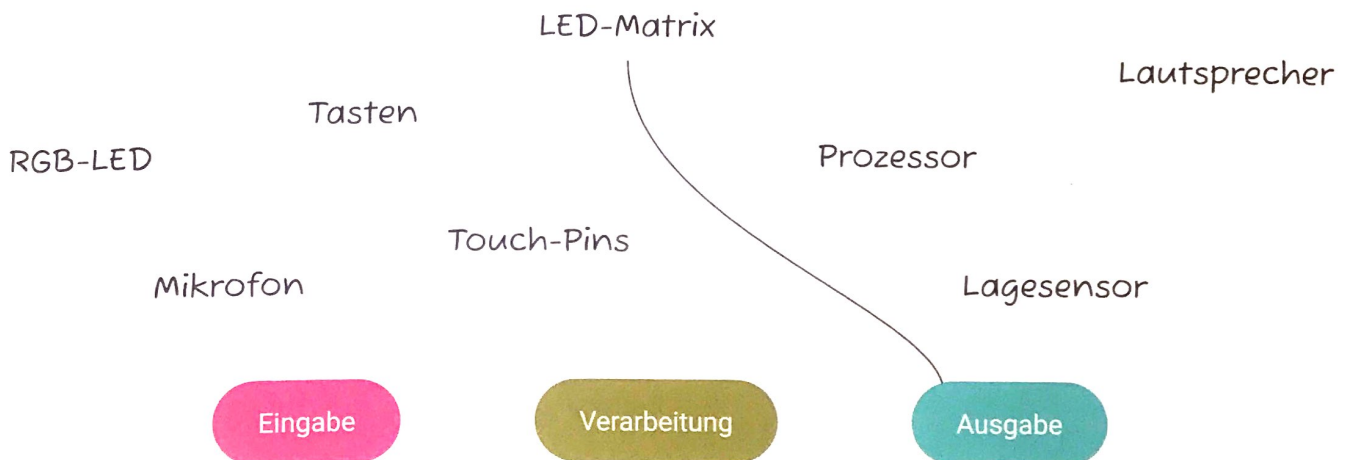 LED-Matrix
Lautsprecher
Tasten
RGB-LED
Prozessor
Touch-Pins
Mikrofon
Lagesensor
Eingabe
Verarbeitung
Ausgabe